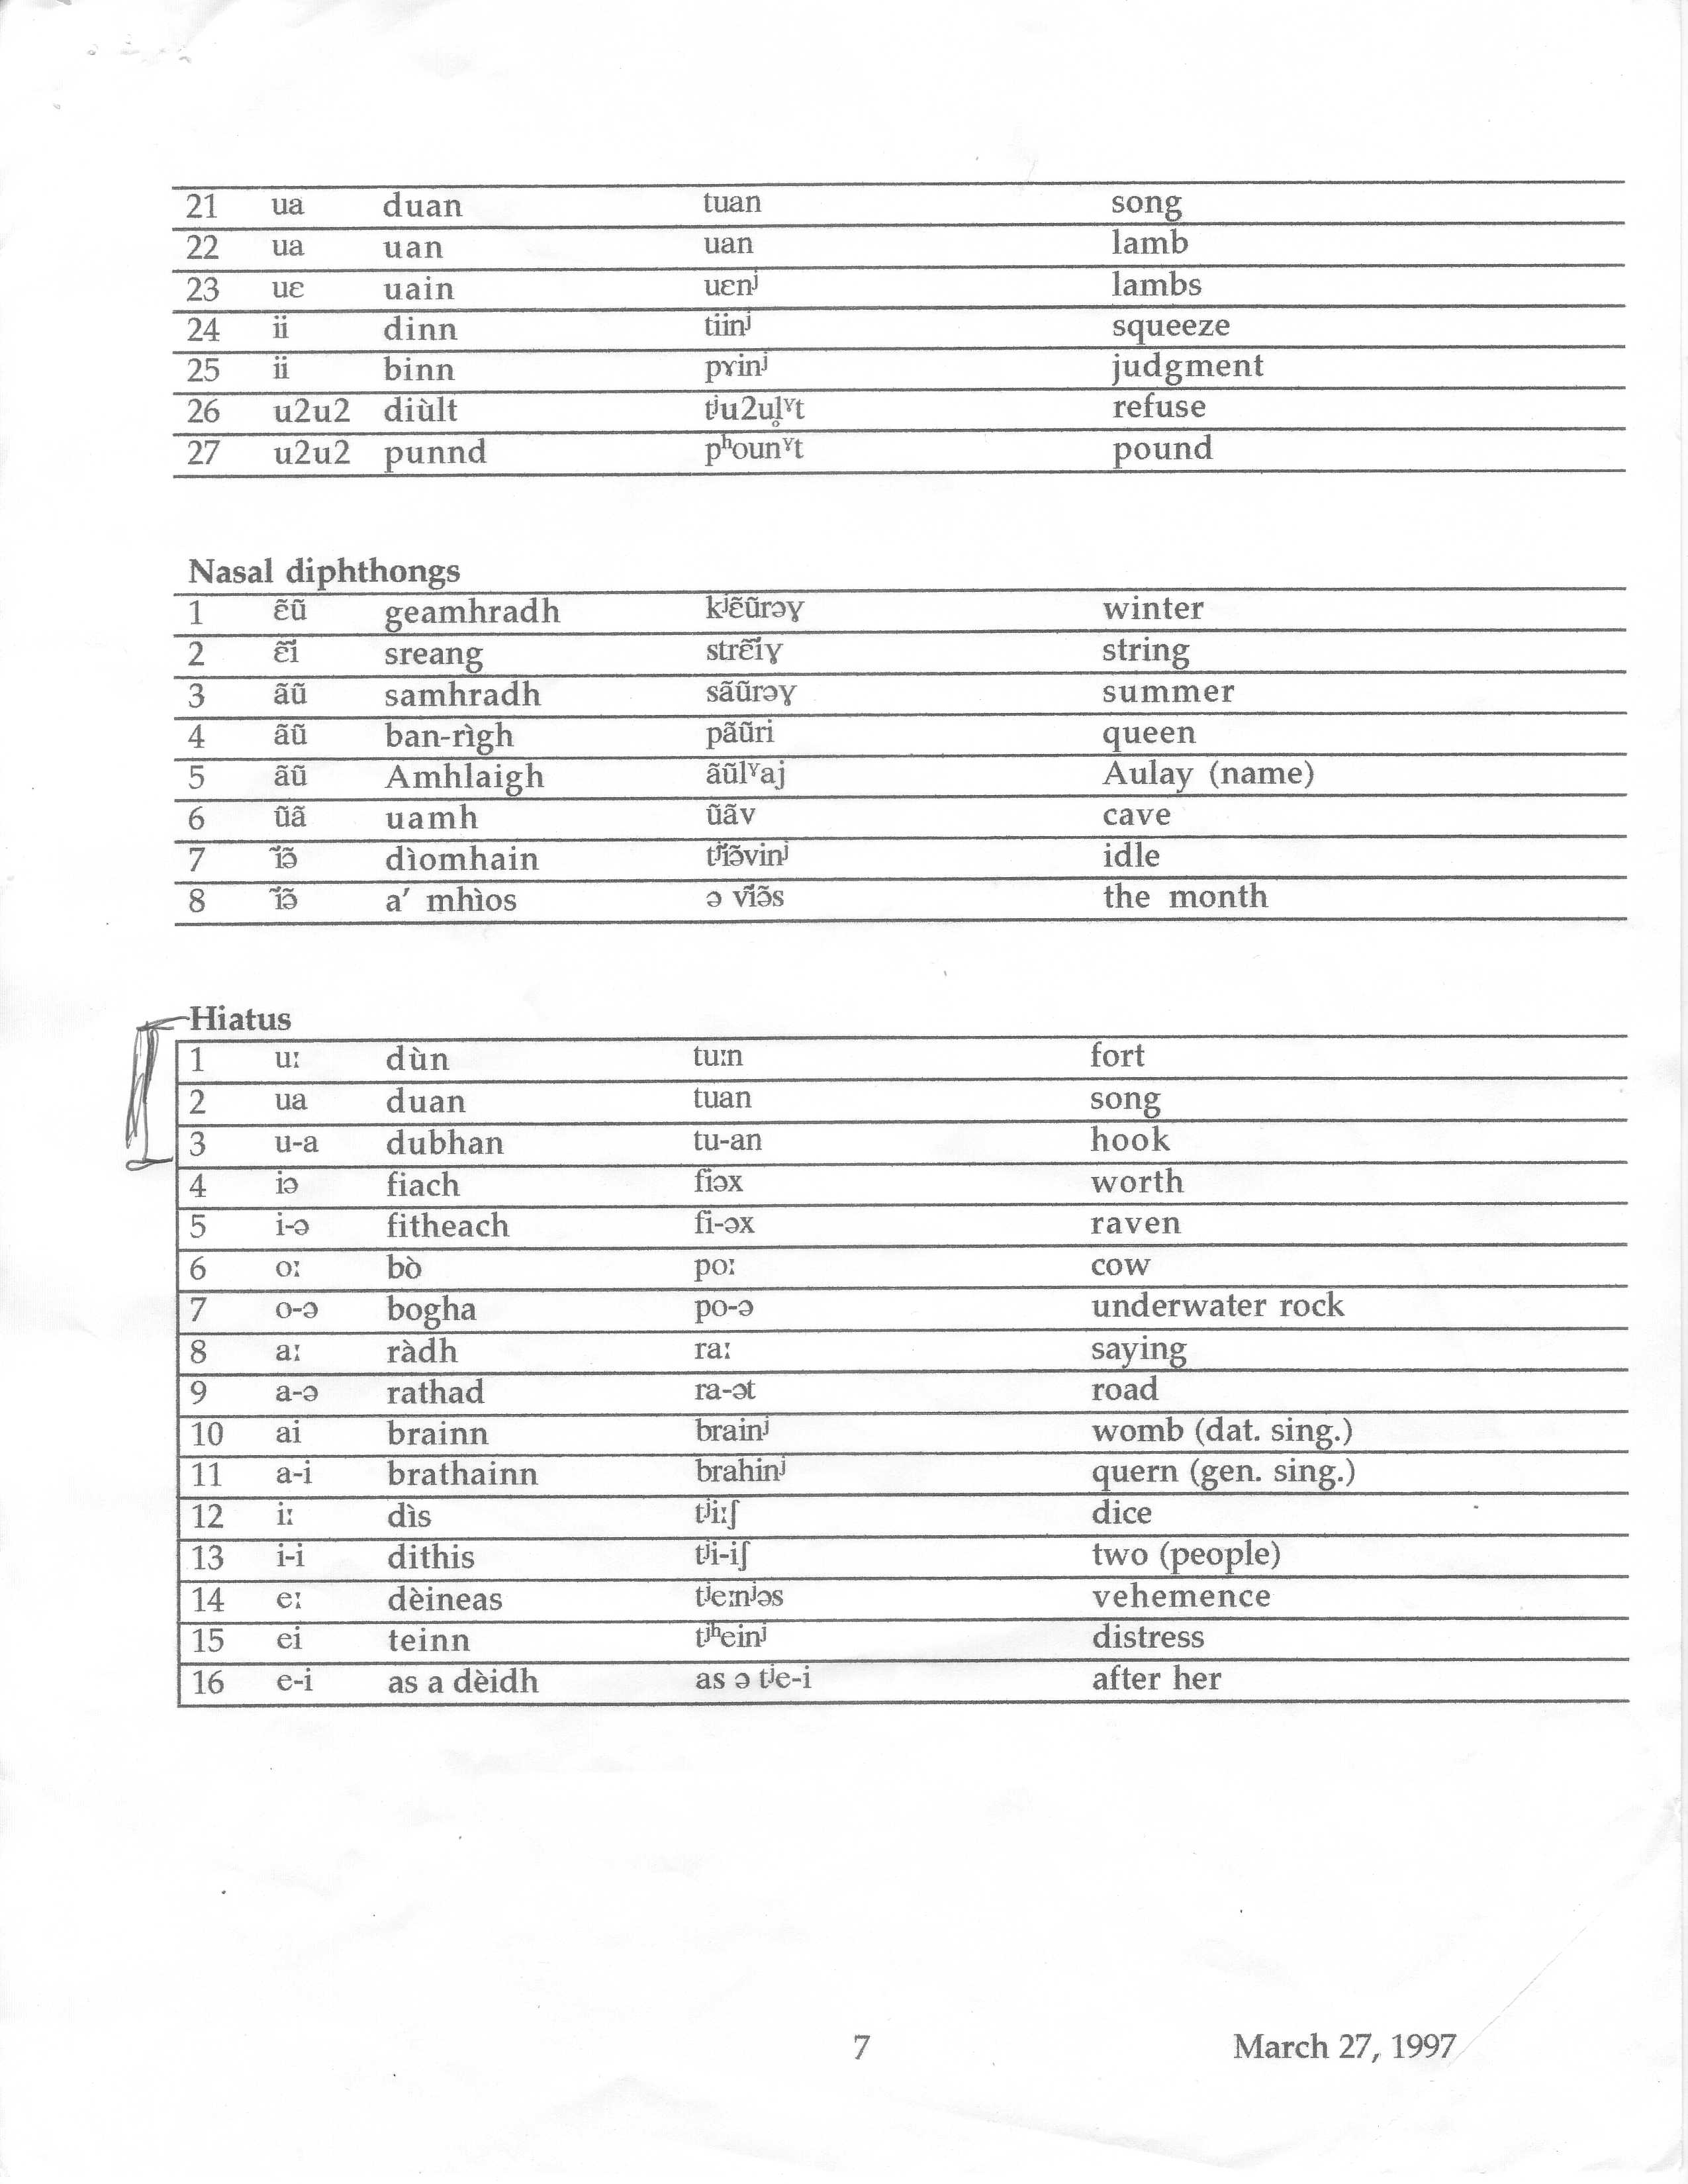 21 ua duan tuan song
22 ua uan uan lamb
23 uɛ uain uɛnʲ lambs
24 ii dinn tiinʲ squeeze
25 ii binn pɤinʲ judgment
26 u2u2 diùlt tʲu2ul̥ˠt refuse
27 u2u2 punnd pʰounˠt pound
Nasal diphthongs
1 ɛ̃ũ geamhradh kʲɛ̃ũrəɣ winter
2 ɛ̃ĩ sreang strɛ̃ĩɣ string
3 ãũ samhradh sãũrəɣ summer
4 ãũ ban-rìgh pãũri queen
5 ãũ Amhlaigh ãũlˠaj Aulay (name)
6 ũã uamh ũãv cave
7 ĩə̃ dìomhain tʲĩə̃vinʲ idle
8 ĩə̃ a′ mhìos ə vĩə̃s the month
Hiatus
1 uː dùn tuːn fort
2 ua duan tuan song
3 u-a dubhan tu-an hook
4 iə fiach fiəx worth
5 i-ə fitheach fi-əx raven
6 oː bò poː cow
7 o-ə bogha po-ə underwater rock
8 aː ràdh raː saying
9 a-ə rathad ra-ət road
10 ai brainn brainʲ womb (dat. sing.)
11 a-i brathainn brahinʲ quern (gen. sing.)
12 iː dìs tʲiːʃ dice
13 i-i dithis tʲi-iʃ two (people)
14 eː dèineas tʲeːnʲəs vehemence
15 ei teinn tʲʰeinʲ distress
16 e-i as a dèidh as ə tʲe-i after her
7 March 27, 1997